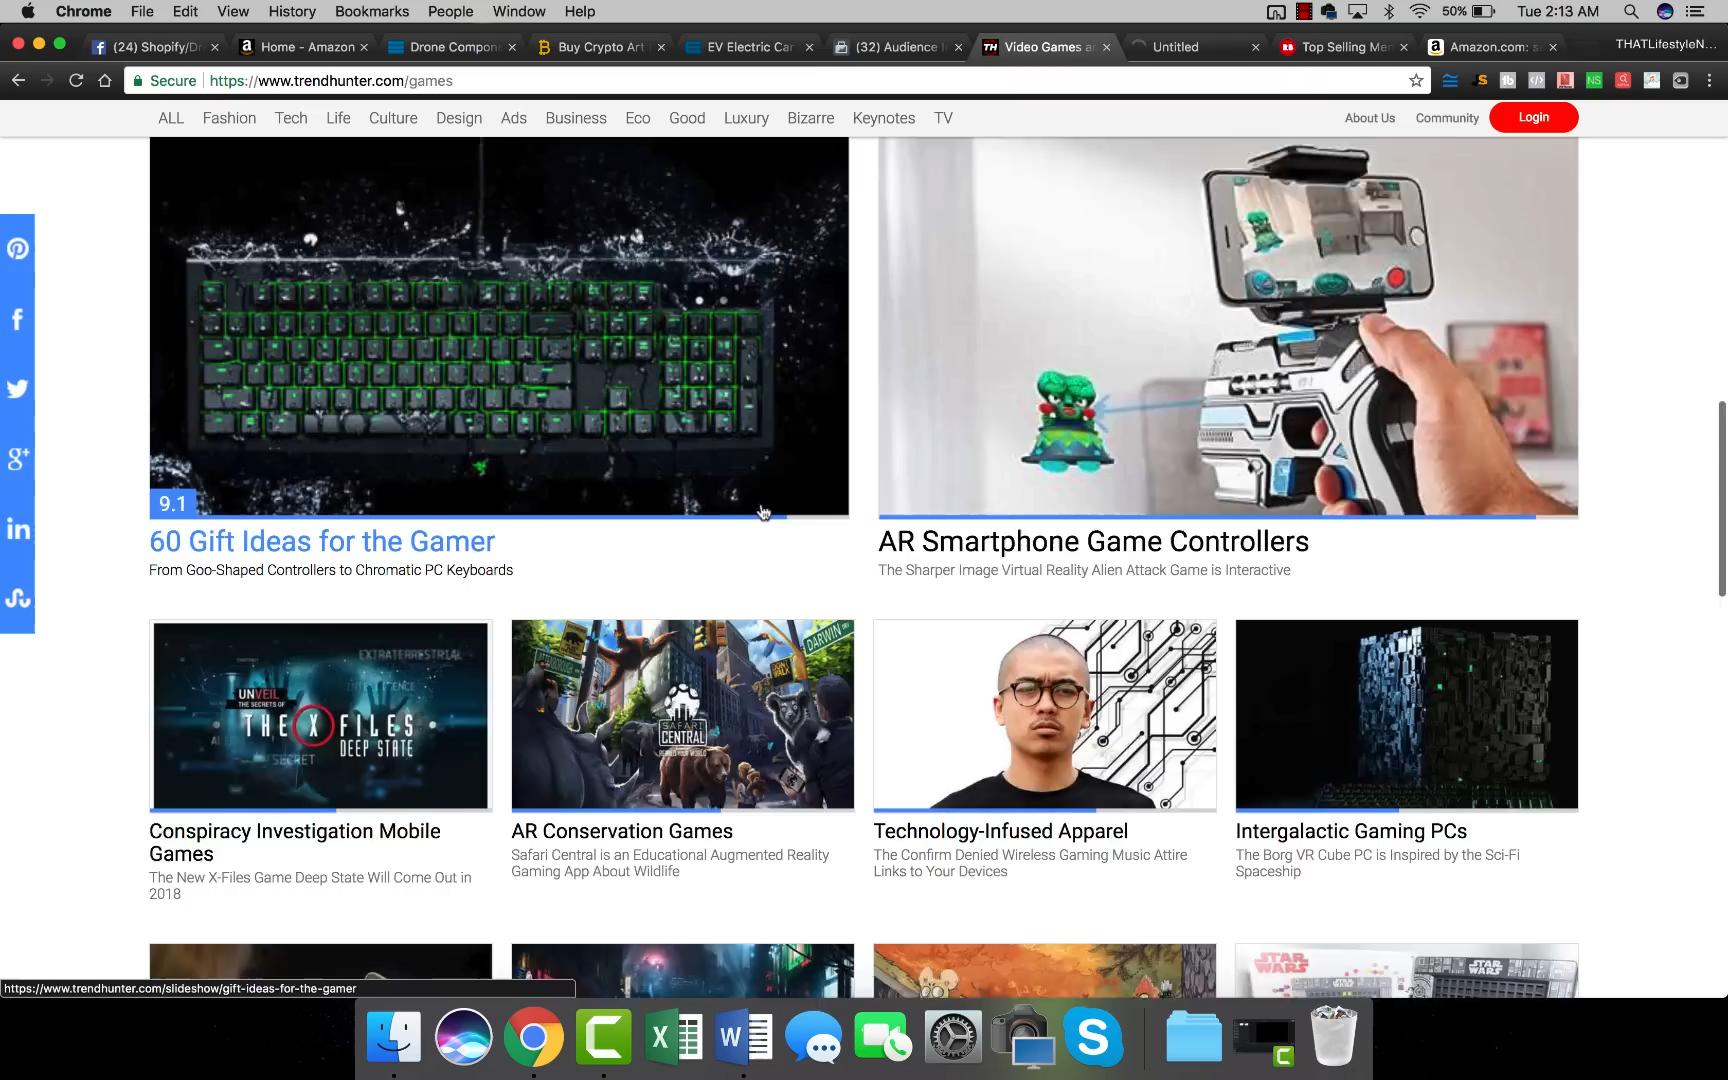 Chrome File Edit View History Bookmarks People Window Help
50% Tue 2:13 AM
(24) Shopify/Dr
Home - Amazon
Drone Compone
Buy Crypto Art
EV Electric Car
(32) Audience I
Video Games a
Untitled
Top Selling Me
Amazon.com: s
THATLifestyleN...
Secure https://www.trendhunter.com/games
ALL Fashion Tech Life Culture Design Ads Business Eco Good Luxury Bizarre Keynotes TV
About Us Community Login
9.1
60 Gift Ideas for the Gamer
From Goo-Shaped Controllers to Chromatic PC Keyboards
AR Smartphone Game Controllers
The Sharper Image Virtual Reality Alien Attack Game is Interactive
EXTRATERRESTRIAL
UNVEIL
THE SECRETS OF
THE X FILES
DEEP STATE
SECRET
DARWIN
DON'T
WALK
SAFARI
CENTRAL
Conspiracy Investigation Mobile
Games
The New X-Files Game Deep State Will Come Out in
2018
AR Conservation Games
Safari Central is an Educational Augmented Reality
Gaming App About Wildlife
Technology-Infused Apparel
The Confirm Denied Wireless Gaming Music Attire
Links to Your Devices
Intergalactic Gaming PCs
The Borg VR Cube PC is Inspired by the Sci-Fi
Spaceship
STAR
WARS
STAR
WARS
https://www.trendhunter.com/slideshow/gift-ideas-for-the-gamer